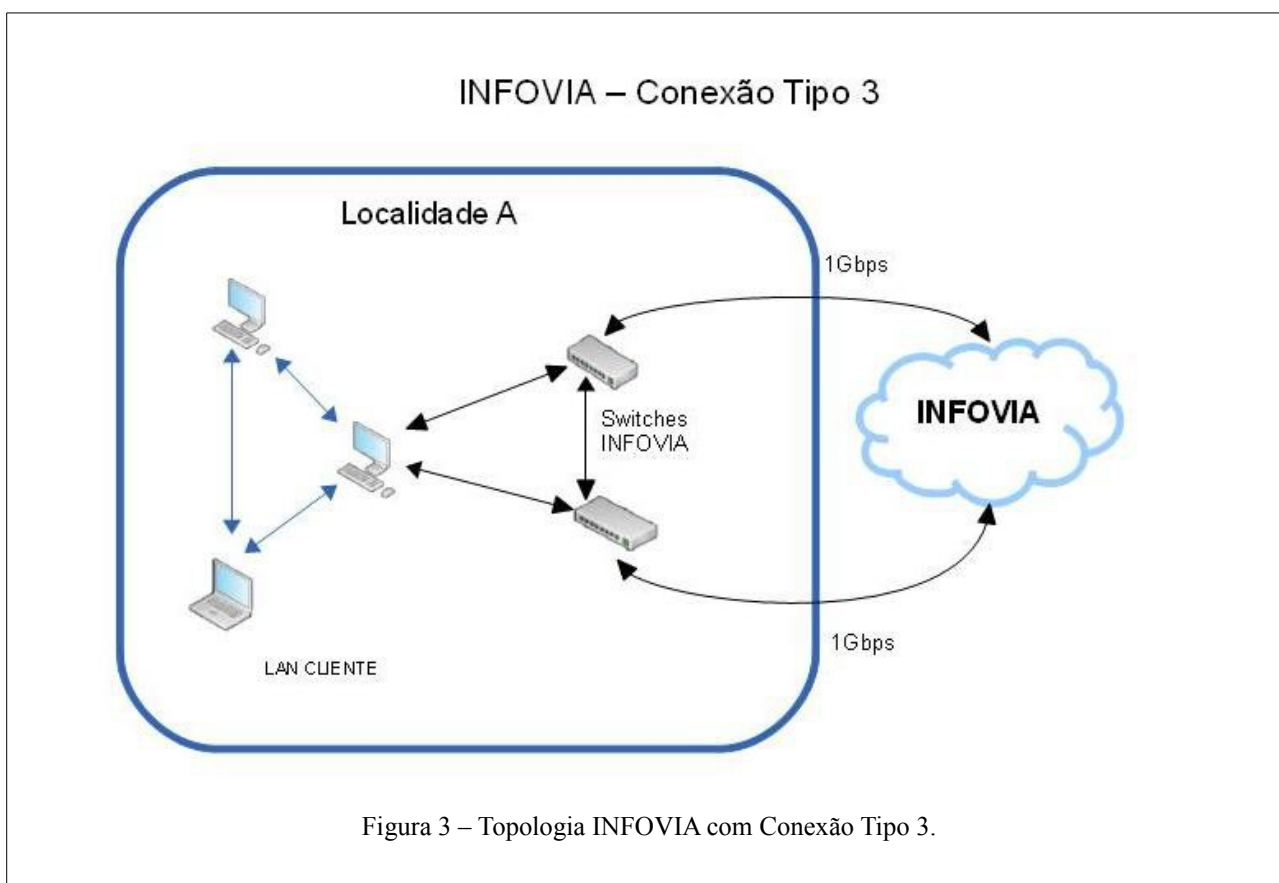 INFOVIA – Conexão Tipo 3
Localidade A
1Gbps
Switches
INFOVIA
INFOVIA
1Gbps
LAN CLIENTE
Figura 3 – Topologia INFOVIA com Conexão Tipo 3.